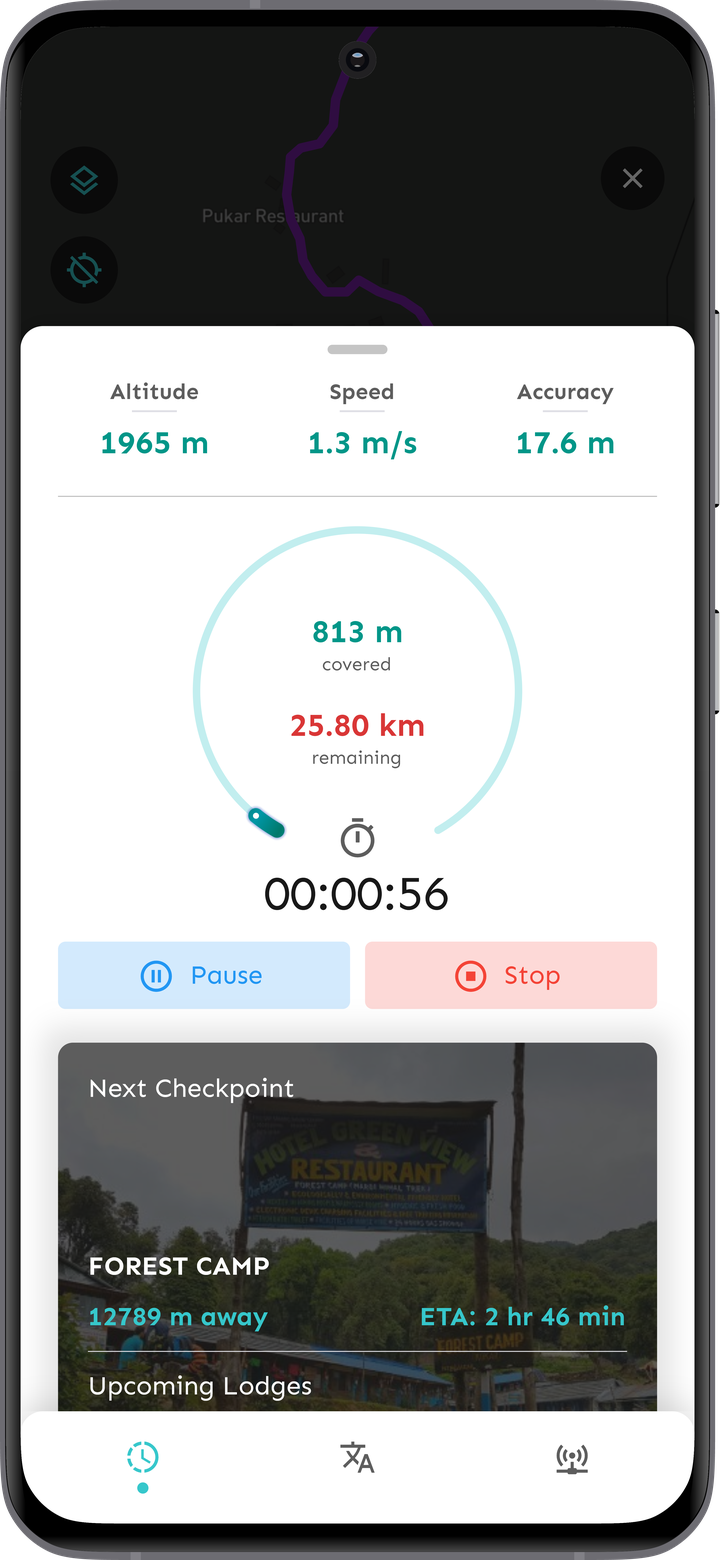 Pukar Restaurant
Altitude Speed Accuracy
1965 m 1.3 m/s 17.6 m
813 m
covered
25.80 km
remaining
00:00:56
Pause Stop
Next Checkpoint
HOTEL GREEN VIEW
&
RESTAURANT
FOREST CAMP
FOREST CAMP
12789 m away ETA: 2 hr 46 min
FOREST CAMP
Upcoming Lodges